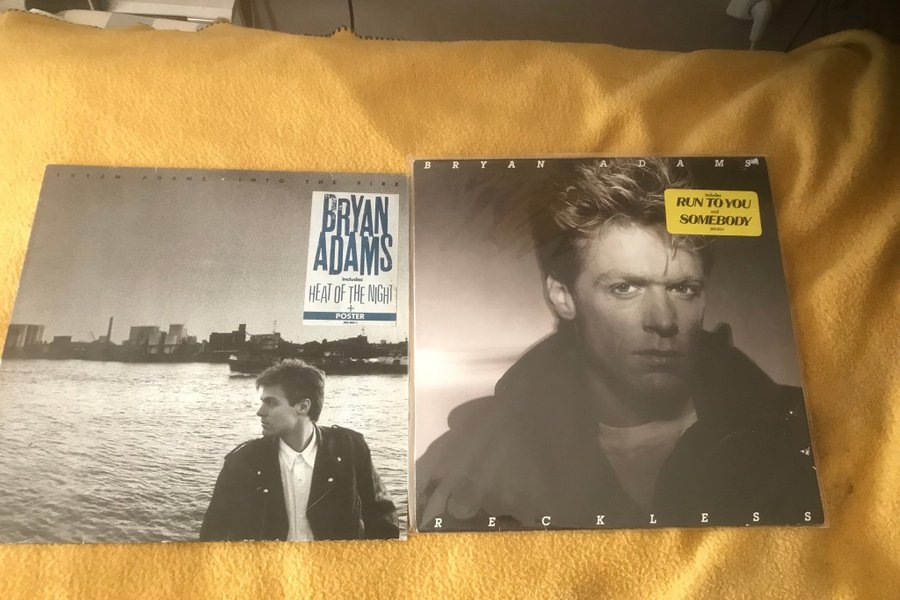 BRYAN ADAMS INTO THE FIRE
BRYAN
ADAMS
includes
HEAT OF THE NIGHT
+
POSTER
BRYAN ADAMS
includes
RUN TO YOU
and
SOMEBODY
RECKLESS